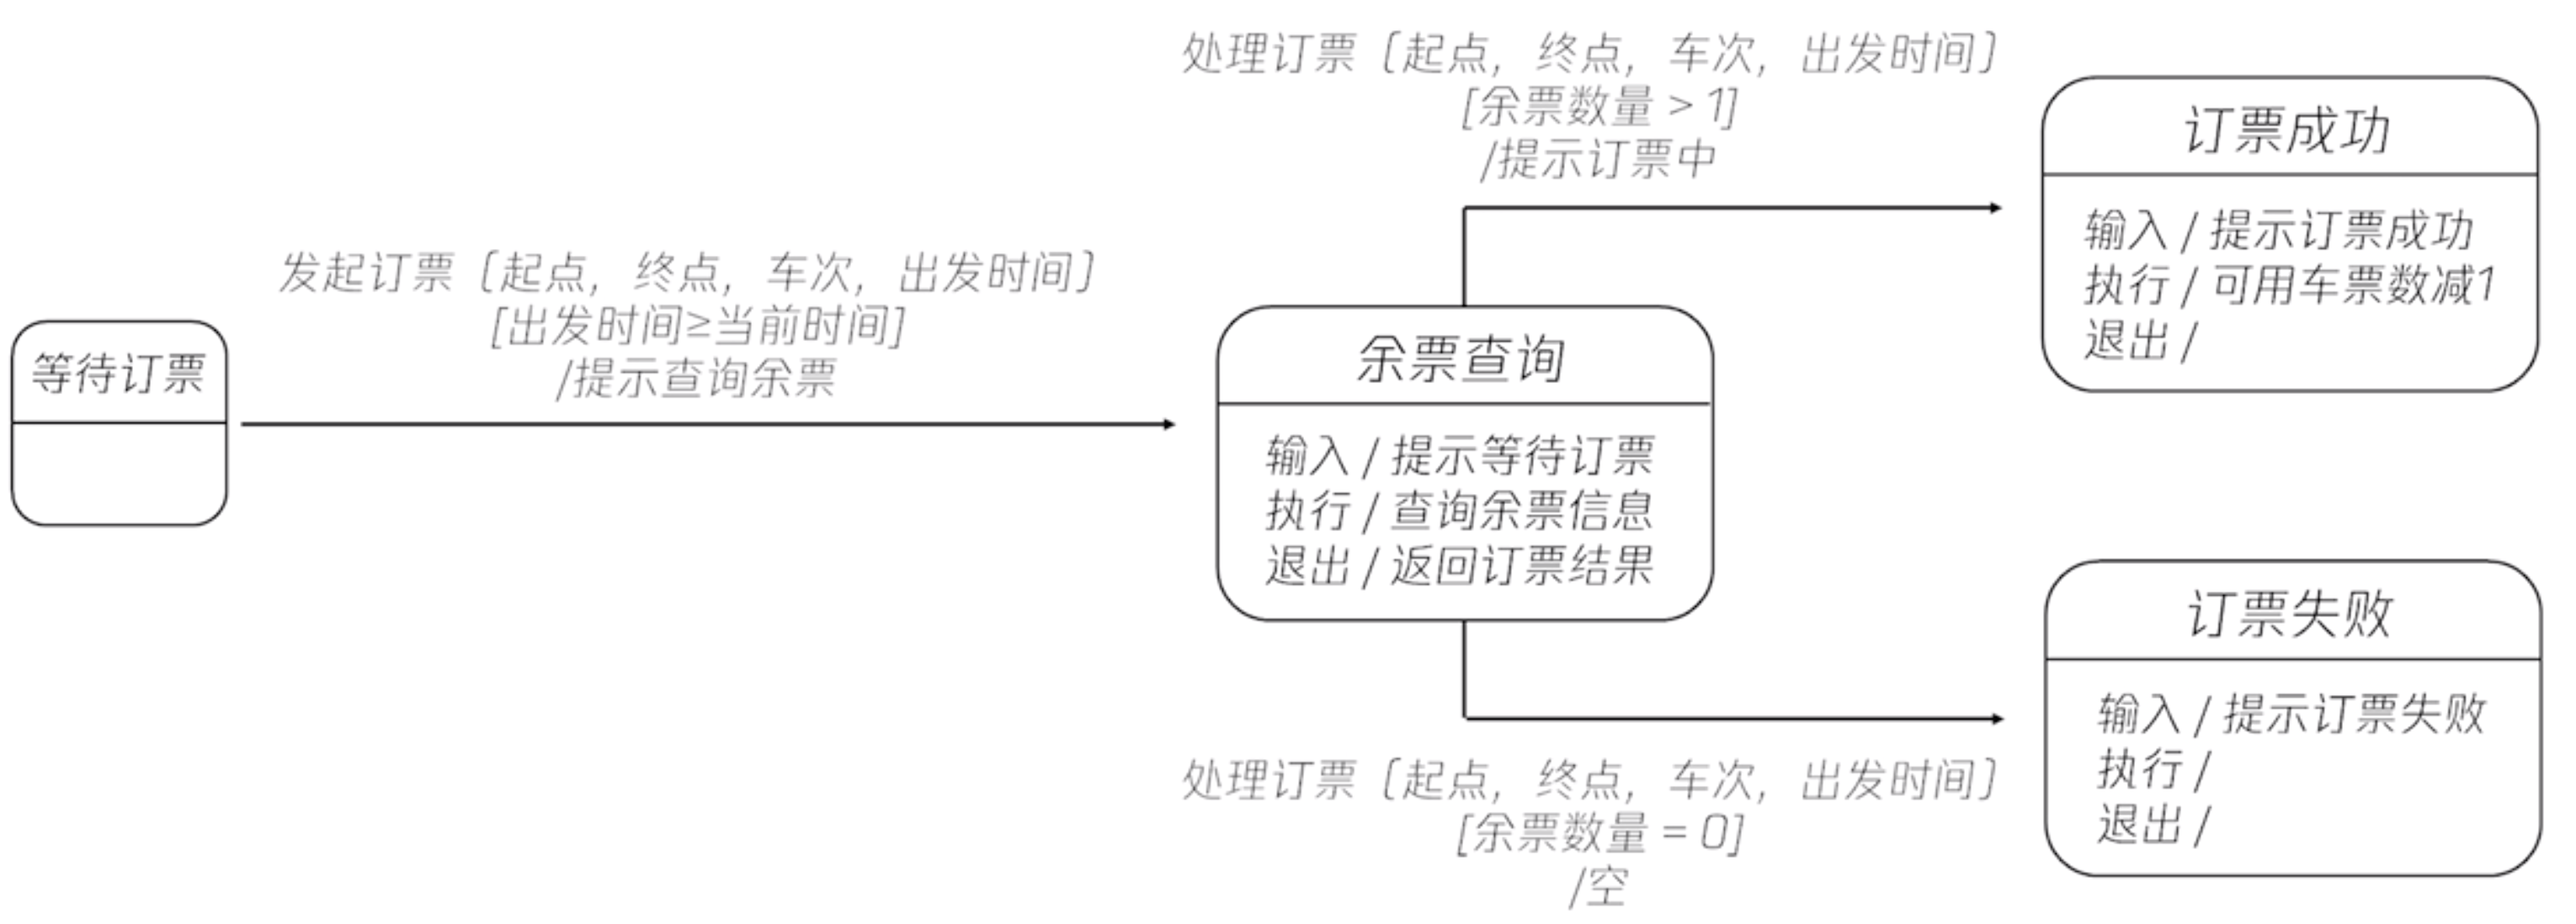 等待订票
发起订票（起点，终点，车次，出发时间）
[出发时间≥当前时间]
/提示查询余票
处理订票（起点，终点，车次，出发时间）
[余票数量 > 1]
/提示订票中
余票查询
输入 / 提示等待订票
执行 / 查询余票信息
退出 / 返回订票结果
处理订票（起点，终点，车次，出发时间）
[余票数量 = 0]
/空
订票成功
输入 / 提示订票成功
执行 / 可用车票数减1
退出 /
订票失败
输入 / 提示订票失败
执行 /
退出 /